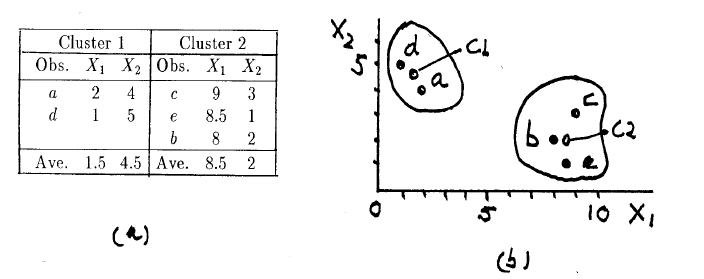 Cluster 1 Cluster 2
Obs. X1 X2 Obs. X1 X2
a 2 4 c 9 3
d 1 5 e 8.5 1
b 8 2
Ave. 1.5 4.5 Ave. 8.5 2
(a)
X2
d C1
5
a
c
b C2
e
0 5 10 X1
(b)